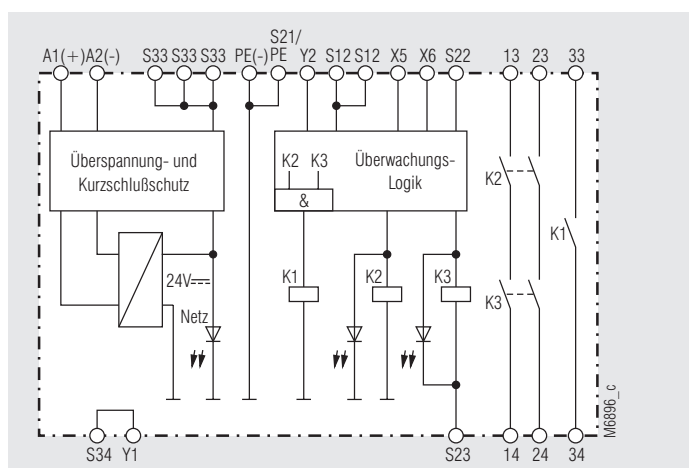 S21/
A1(+) A2(-) S33 S33 S33 PE(-) PE Y2 S12 S12 X5 X6 S22 13 23 33
Überspannung- und
Kurzschlußschutz
K2 K3
&
Überwachungs-
Logik
K2
K1
24V
K1 K2 K3
K3
Netz
M6896_c
S34 Y1 S23 14 24 34